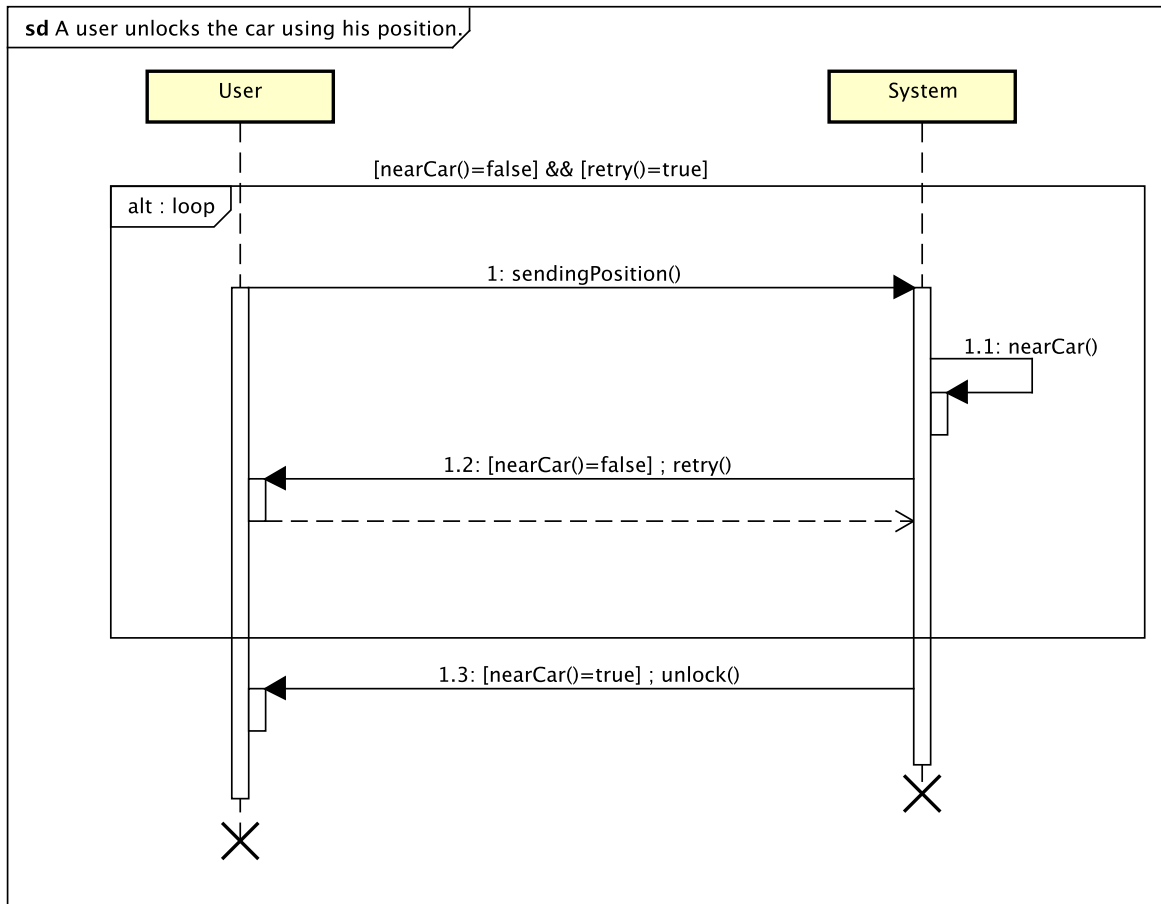 sd A user unlocks the car using his position.
User
System
[nearCar()=false] && [retry()=true]
alt : loop
1: sendingPosition()
1.1: nearCar()
1.2: [nearCar()=false] ; retry()
1.3: [nearCar()=true] ; unlock()